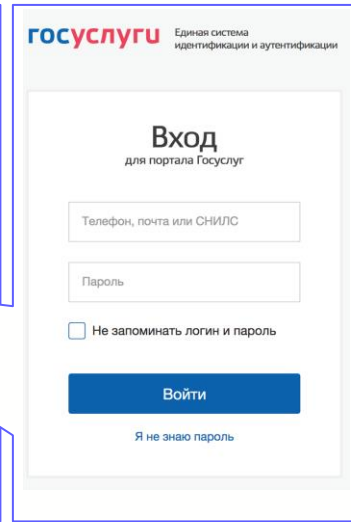 госуслуги
Единая система
идентификации и аутентификации
Вход
для портала Госуслуг
Телефон, почта или СНИЛС
Пароль
Не запоминать логин и пароль
Войти
Я не знаю пароль